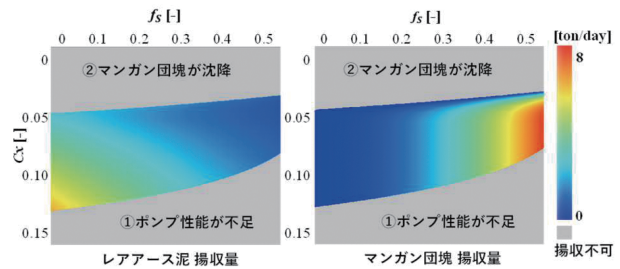 fS [-]
fS [-]
[ton/day]
0 0.1 0.2 0.3 0.4 0.5
0 0.1 0.2 0.3 0.4 0.5
8
0
0
②マンガン団塊が沈降
②マンガン団塊が沈降
0.05
0.05
Cx [-]
0.10
0.10
①ポンプ性能が不足
①ポンプ性能が不足
0
0.15
0.15
揚収不可
レアアース泥 揚収量
マンガン団塊 揚収量